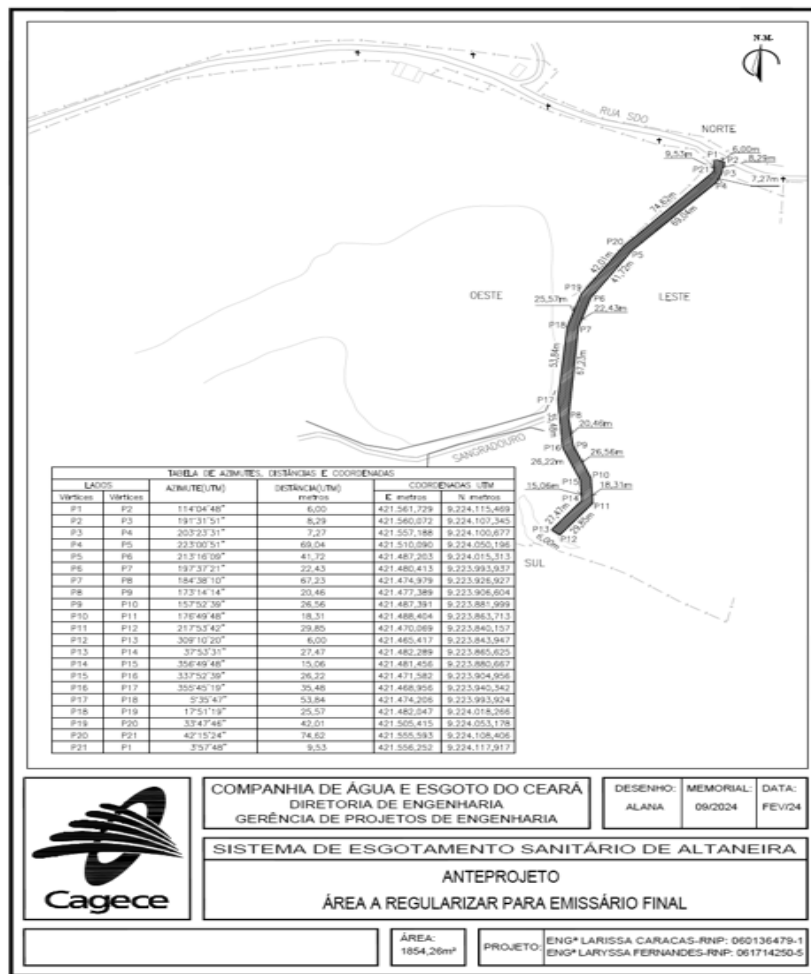 N.M.
RUA SDO
NORTE
P1
6,00m
9,53m
P2
8,29m
P21
P3
P4
7,27m
74,62m
69,04m
P20
P5
42,01m
41,72m
P19
OESTE
P6
LESTE
25,57m
22,43m
P18
P7
53,84m
67,23m
P17
P8
35,48m
20,46m
SANGRADOURO
P16
P9
26,22m
26,56m
P15
P10
15,06m
18,31m
P14
P11
27,47m
29,85m
P13
6,00m
P12
SUL
TABELA DE AZIMUTES, DISTÂNCIAS E COORDENADAS
LADOS AZIMUTE(UTM) DISTÂNCIA(UTM) metros COORDENADAS UTM
Vértices Vértices E metros N metros
P1 P2 114°04'48" 6,00 421.561,729 9.224.115,469
P2 P3 191°31'51" 8,29 421.560,072 9.224.107,345
P3 P4 203°23'31" 7,27 421.557,188 9.224.100,677
P4 P5 223°00'51" 69,04 421.510,090 9.224.050,196
P5 P6 213°16'09" 41,72 421.487,203 9.224.015,313
P6 P7 197°37'21" 22,43 421.480,413 9.223.993,937
P7 P8 184°38'10" 67,23 421.474,979 9.223.926,927
P8 P9 173°14'14" 20,46 421.477,389 9.223.906,604
P9 P10 157°52'39" 26,56 421.487,391 9.223.881,999
P10 P11 176°49'48" 18,31 421.488,404 9.223.863,713
P11 P12 217°53'42" 29,85 421.470,069 9.223.840,157
P12 P13 309°10'20" 6,00 421.465,417 9.223.843,947
P13 P14 37°53'31" 27,47 421.482,289 9.223.865,625
P14 P15 356°49'48" 15,06 421.481,456 9.223.880,667
P15 P16 337°52'39" 26,22 421.471,582 9.223.904,956
P16 P17 355°45'19" 35,48 421.468,956 9.223.940,342
P17 P18 5°35'47" 53,84 421.474,206 9.223.993,924
P18 P19 17°51'19" 25,57 421.482,047 9.224.018,266
P19 P20 33°47'46" 42,01 421.505,415 9.224.053,178
P20 P21 42°15'24" 74,62 421.555,593 9.224.108,406
P21 P1 3°57'48" 9,53 421.556,252 9.224.117,917
Cagece
COMPANHIA DE ÁGUA E ESGOTO DO CEARÁ
DIRETORIA DE ENGENHARIA
GERÊNCIA DE PROJETOS DE ENGENHARIA
DESENHO: ALANA
MEMORIAL: 09/2024
DATA: FEV/24
SISTEMA DE ESGOTAMENTO SANITÁRIO DE ALTANEIRA
ANTEPROJETO
ÁREA A REGULARIZAR PARA EMISSÁRIO FINAL
ÁREA:
1854,26m²
PROJETO:
ENGª LARISSA CARACAS-RNP: 060136479-1
ENGª LARYSSA FERNANDES-RNP: 061714250-5